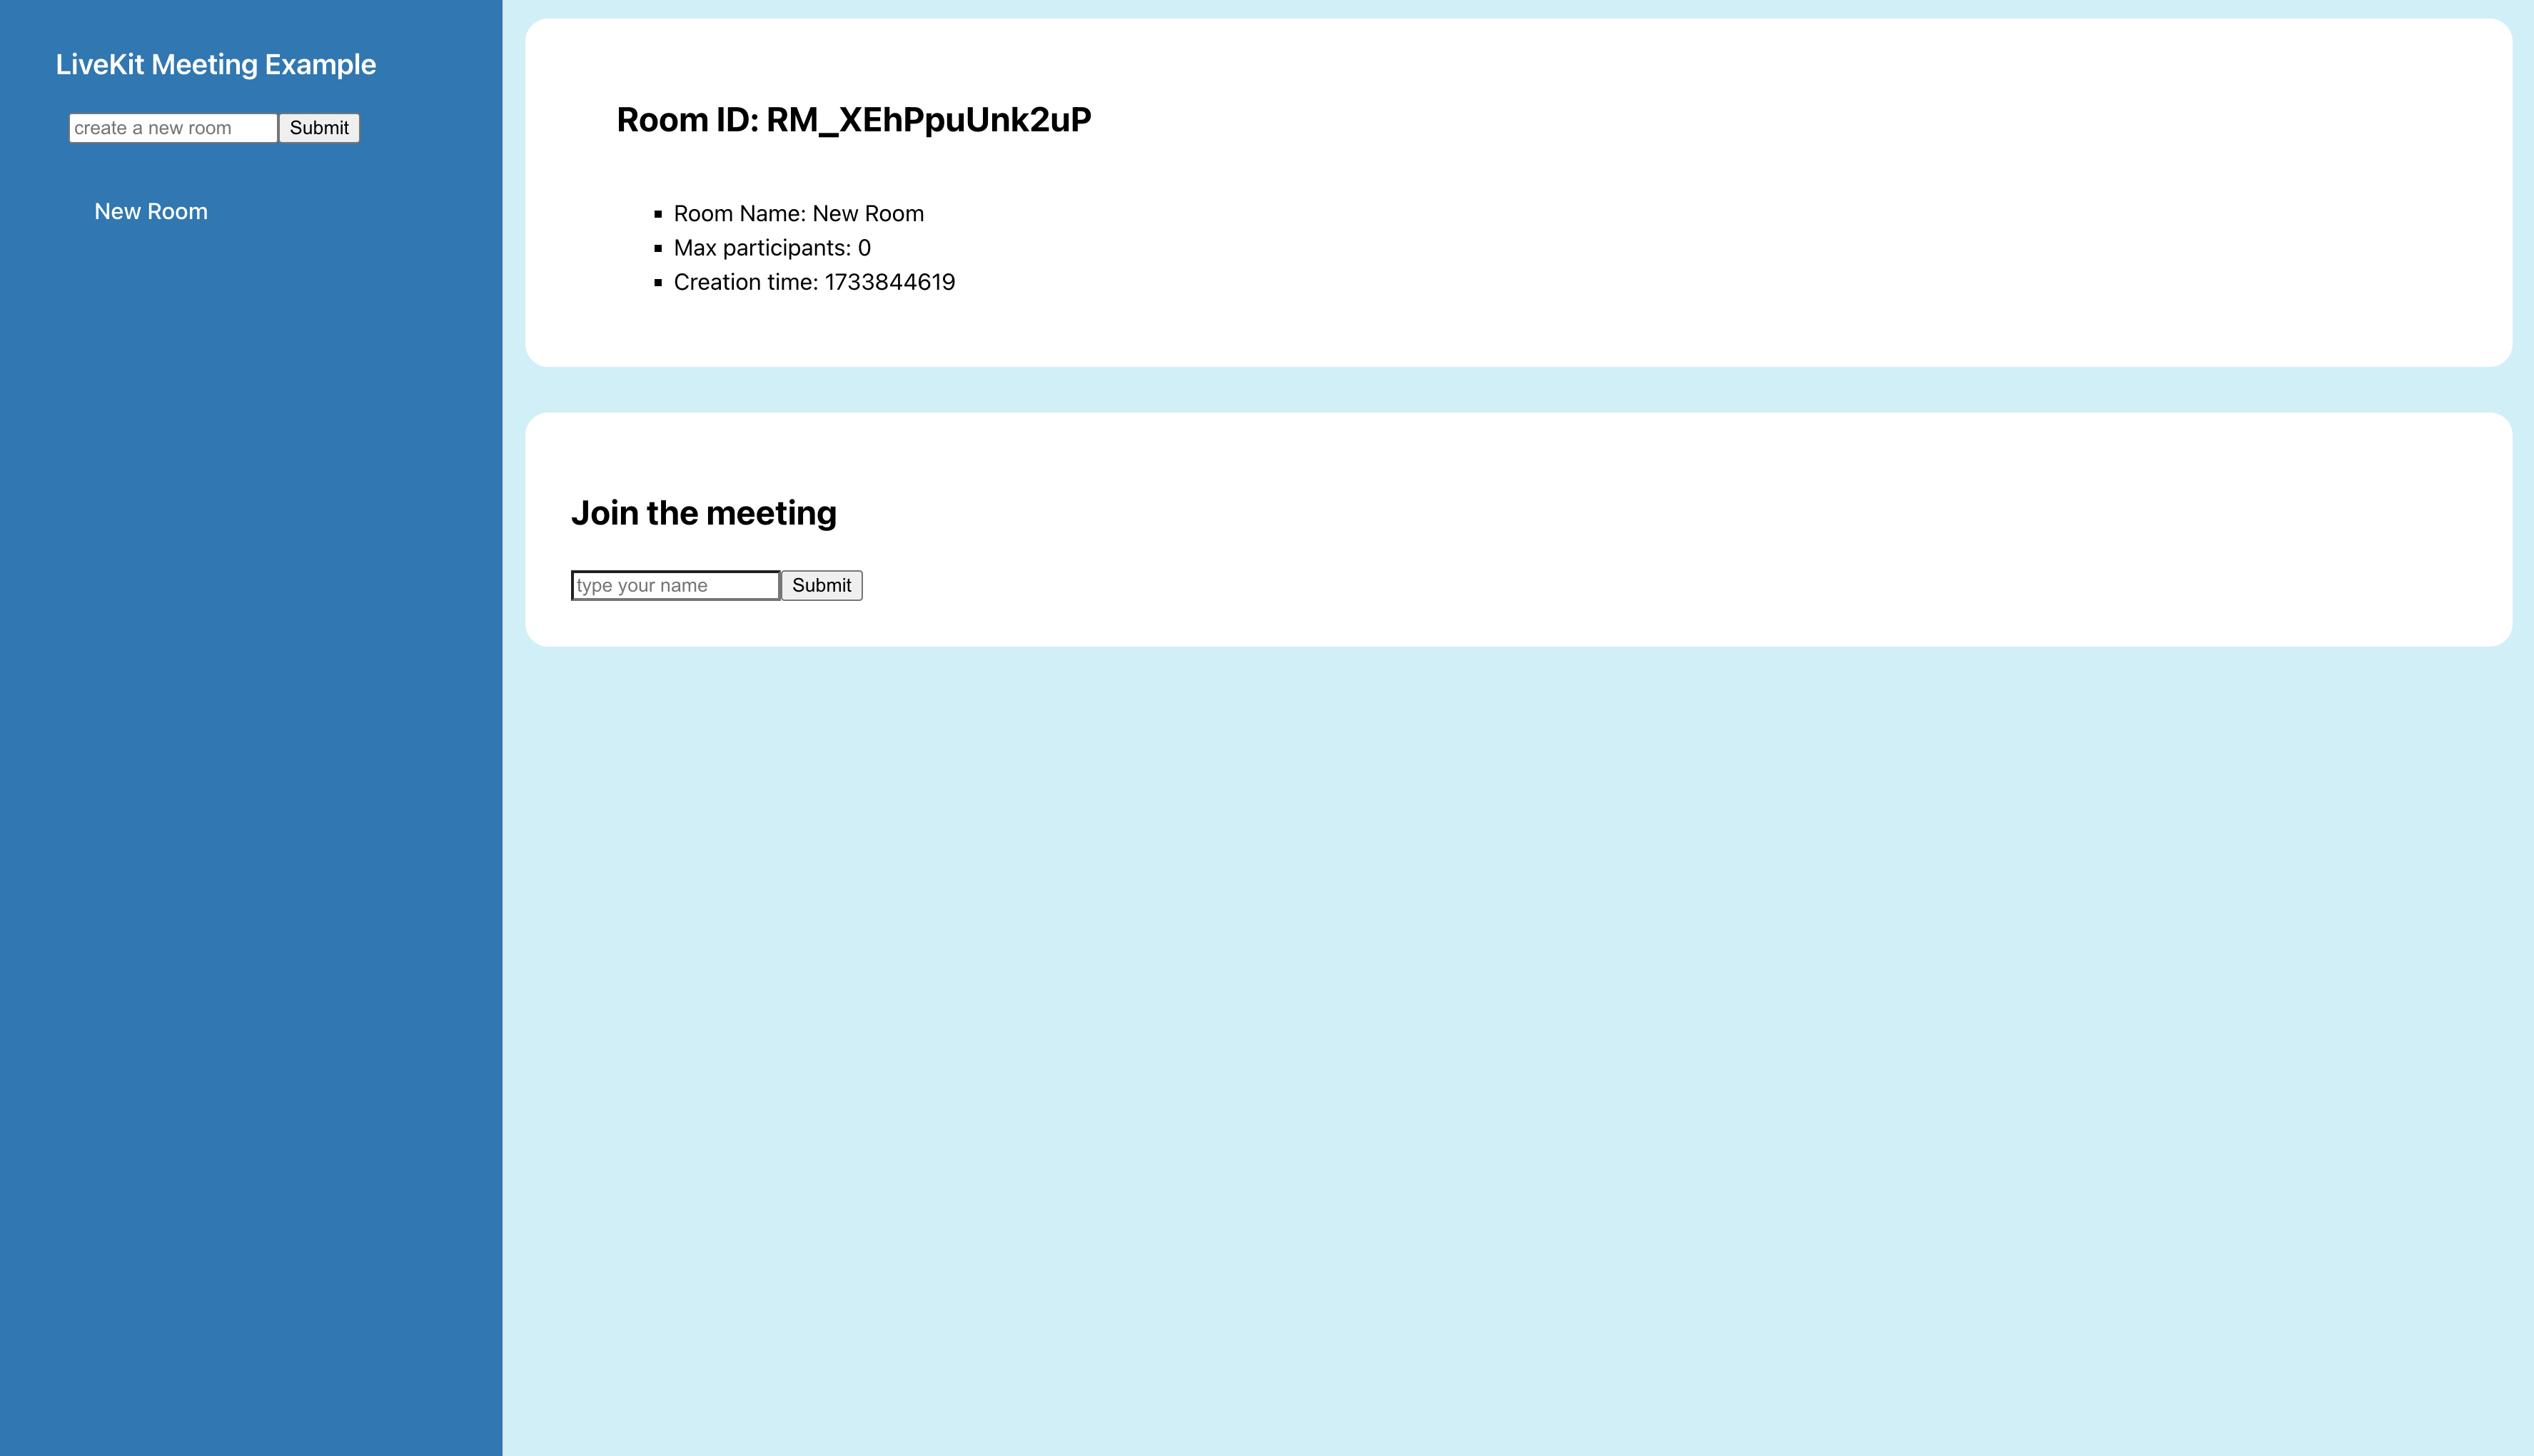 LiveKit Meeting Example
create a new room Submit
New Room
Room ID: RM_XEhPpuUnk2uP
Room Name: New Room
Max participants: 0
Creation time: 1733844619
Join the meeting
type your name Submit